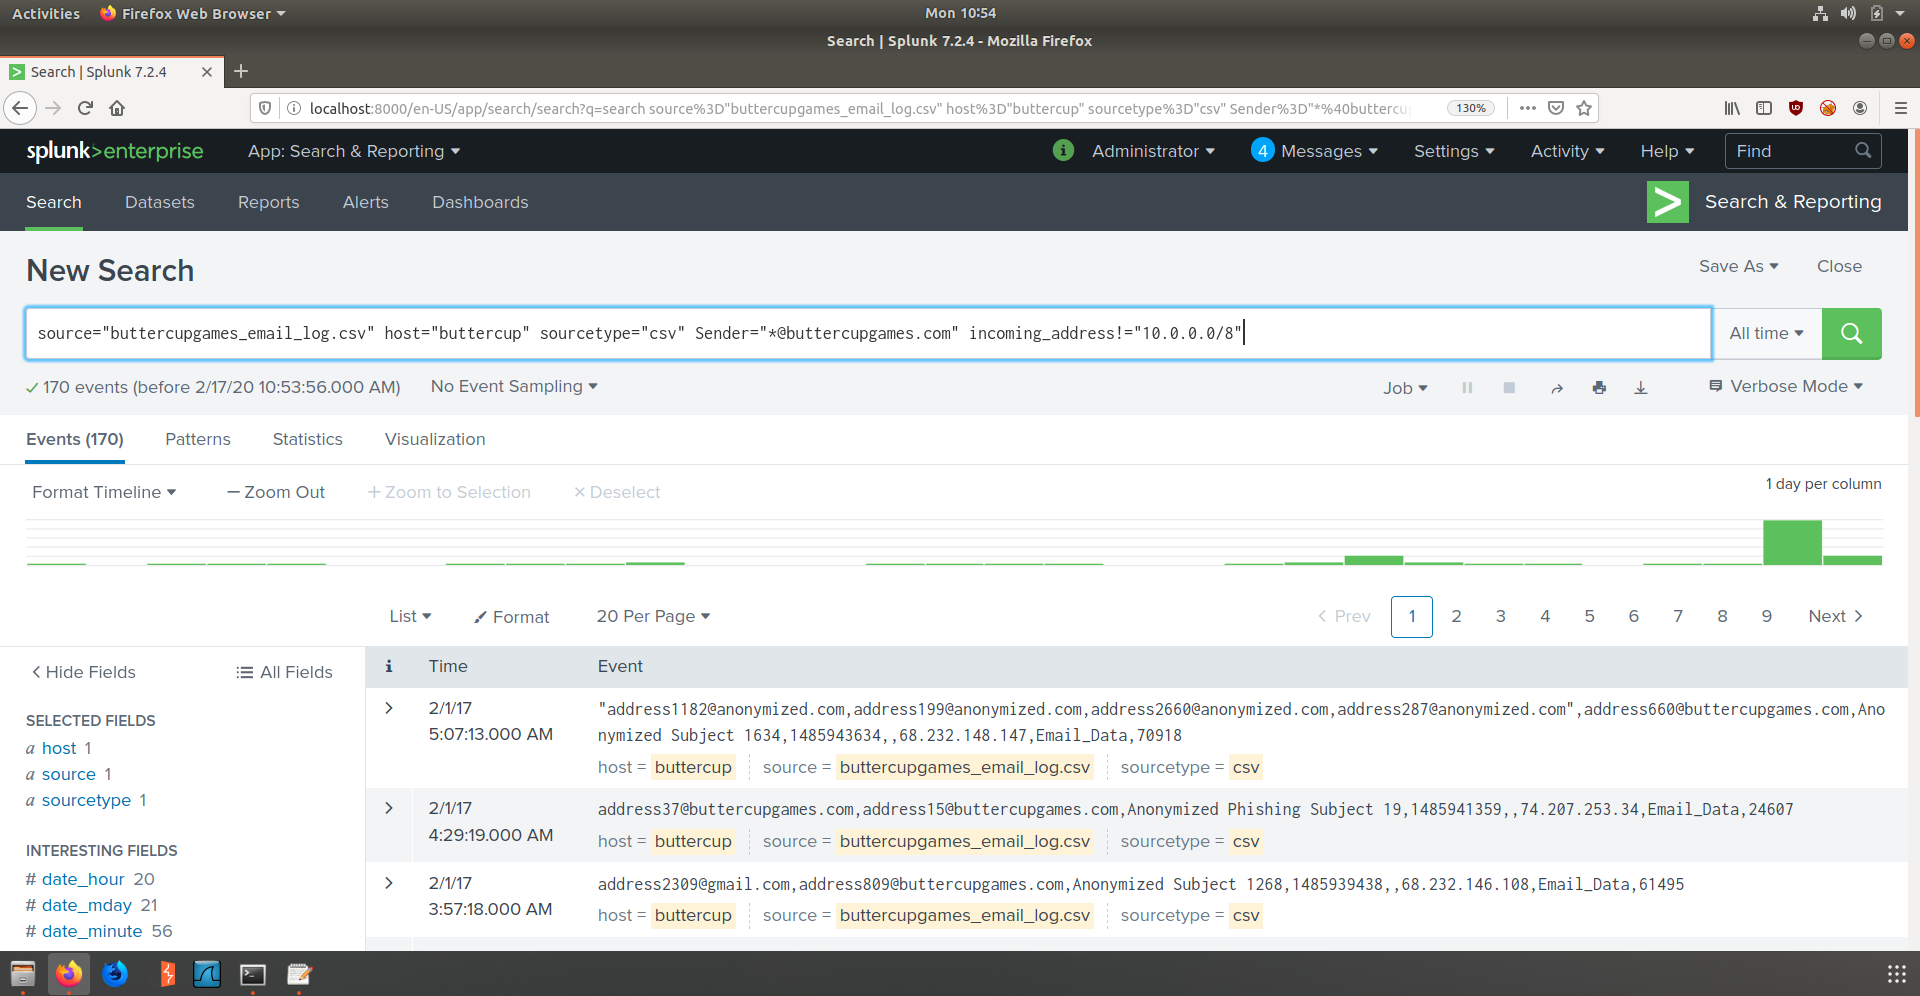 Activities Firefox Web Browser Mon 10:54
Search | Splunk 7.2.4 - Mozilla Firefox
Search | Splunk 7.2.4
localhost:8000/en-US/app/search/search?q=search source%3D"buttercupgames_email_log.csv" host%3D"buttercup" sourcetype%3D"csv" Sender%3D"*%40buttercup 130%
splunk>enterprise App: Search & Reporting i Administrator 4 Messages Settings Activity Help Find
Search Datasets Reports Alerts Dashboards > Search & Reporting
New Search Save As Close
source="buttercupgames_email_log.csv" host="buttercup" sourcetype="csv" Sender="*@buttercupgames.com" incoming_address!="10.0.0.0/8" All time
✓ 170 events (before 2/17/20 10:53:56.000 AM) No Event Sampling Job Verbose Mode
Events (170) Patterns Statistics Visualization
Format Timeline — Zoom Out + Zoom to Selection × Deselect 1 day per column
List Format 20 Per Page < Prev 1 2 3 4 5 6 7 8 9 Next >
< Hide Fields All Fields
i Time Event
SELECTED FIELDS
a host 1
a source 1
a sourcetype 1
INTERESTING FIELDS
# date_hour 20
# date_mday 21
# date_minute 56
> 2/1/17
5:07:13.000 AM
"address1182@anonymized.com,address199@anonymized.com,address2660@anonymized.com,address287@anonymized.com",address660@buttercupgames.com,Ano
nymized Subject 1634,1485943634,,68.232.148.147,Email_Data,70918
host = buttercup source = buttercupgames_email_log.csv sourcetype = csv
> 2/1/17
4:29:19.000 AM
address37@buttercupgames.com,address15@buttercupgames.com,Anonymized Phishing Subject 19,1485941359,,74.207.253.34,Email_Data,24607
host = buttercup source = buttercupgames_email_log.csv sourcetype = csv
> 2/1/17
3:57:18.000 AM
address2309@gmail.com,address809@buttercupgames.com,Anonymized Subject 1268,1485939438,,68.232.146.108,Email_Data,61495
host = buttercup source = buttercupgames_email_log.csv sourcetype = csv